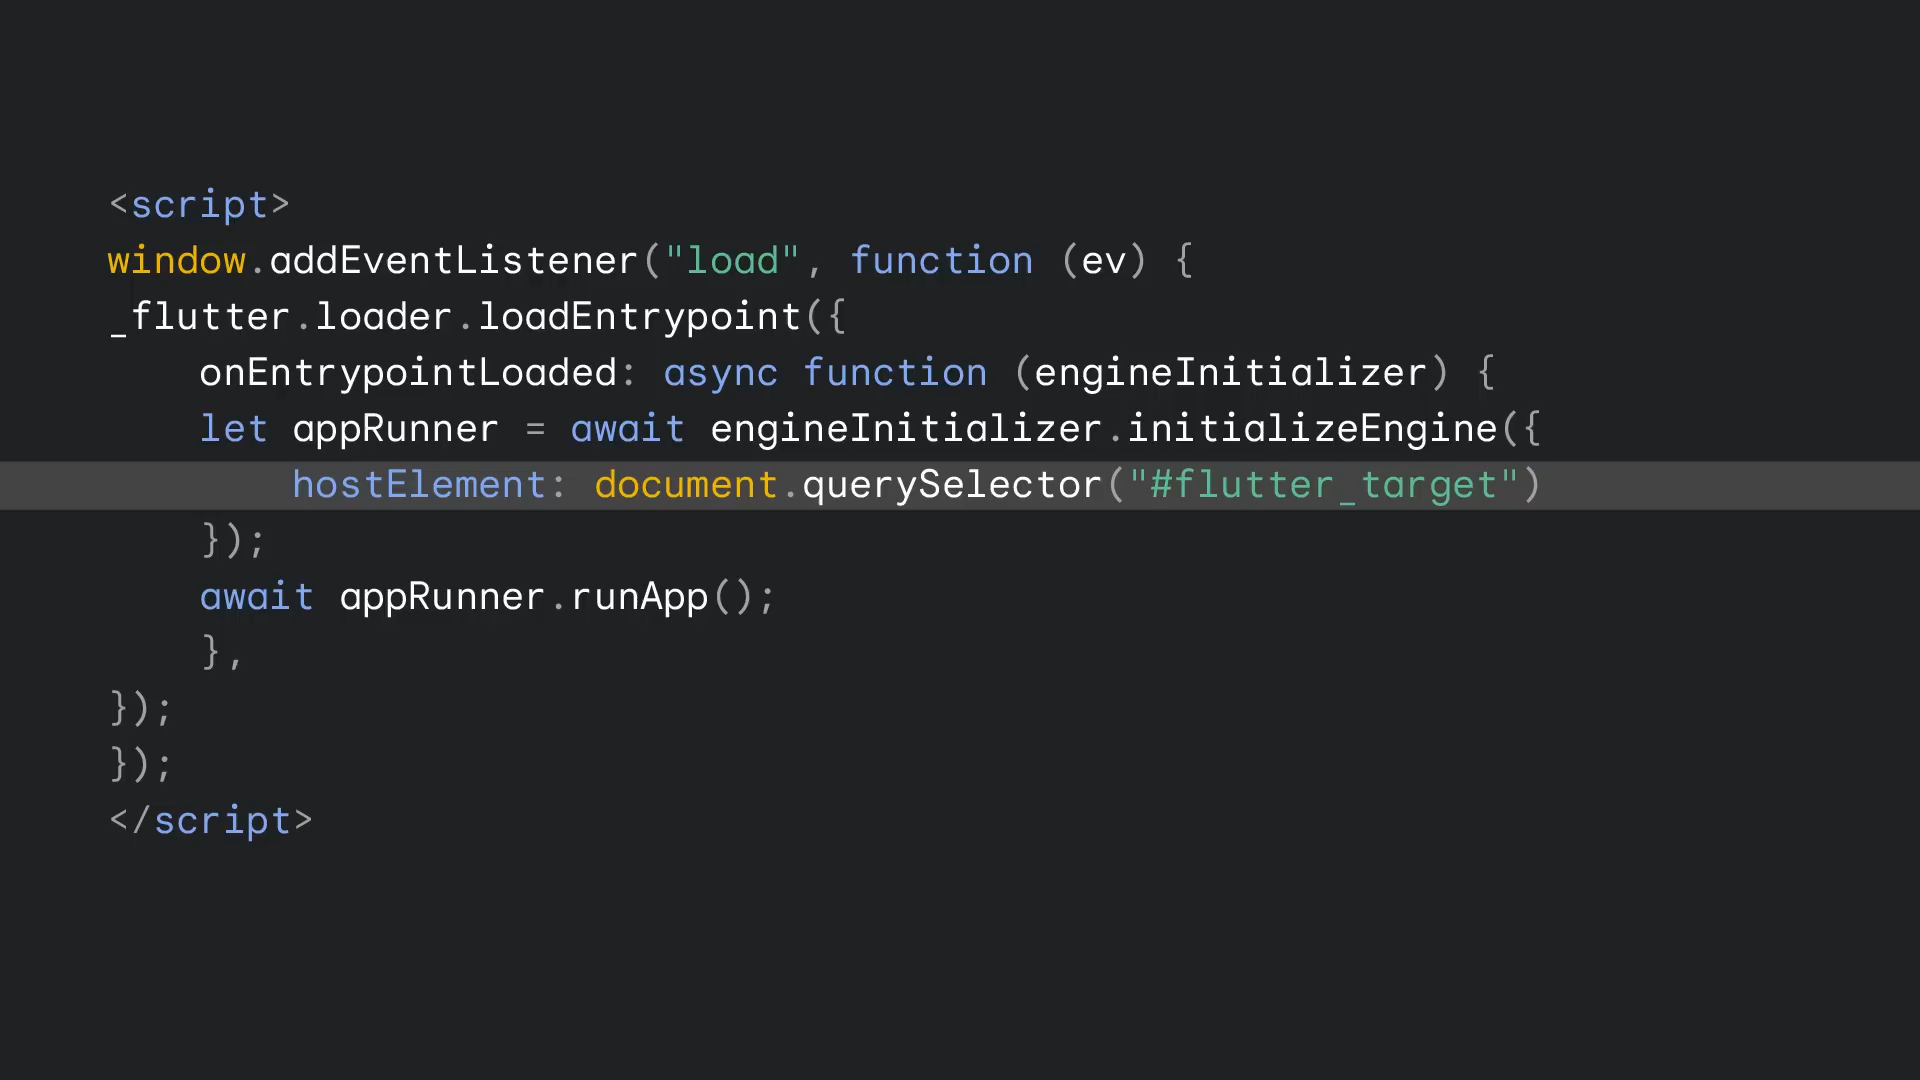 <script>
window.addEventListener("load", function (ev) {
_flutter.loader.loadEntrypoint({
    onEntrypointLoaded: async function (engineInitializer) {
    let appRunner = await engineInitializer.initializeEngine({
        hostElement: document.querySelector("#flutter_target")
    });
    await appRunner.runApp();
    },
});
});
</script>